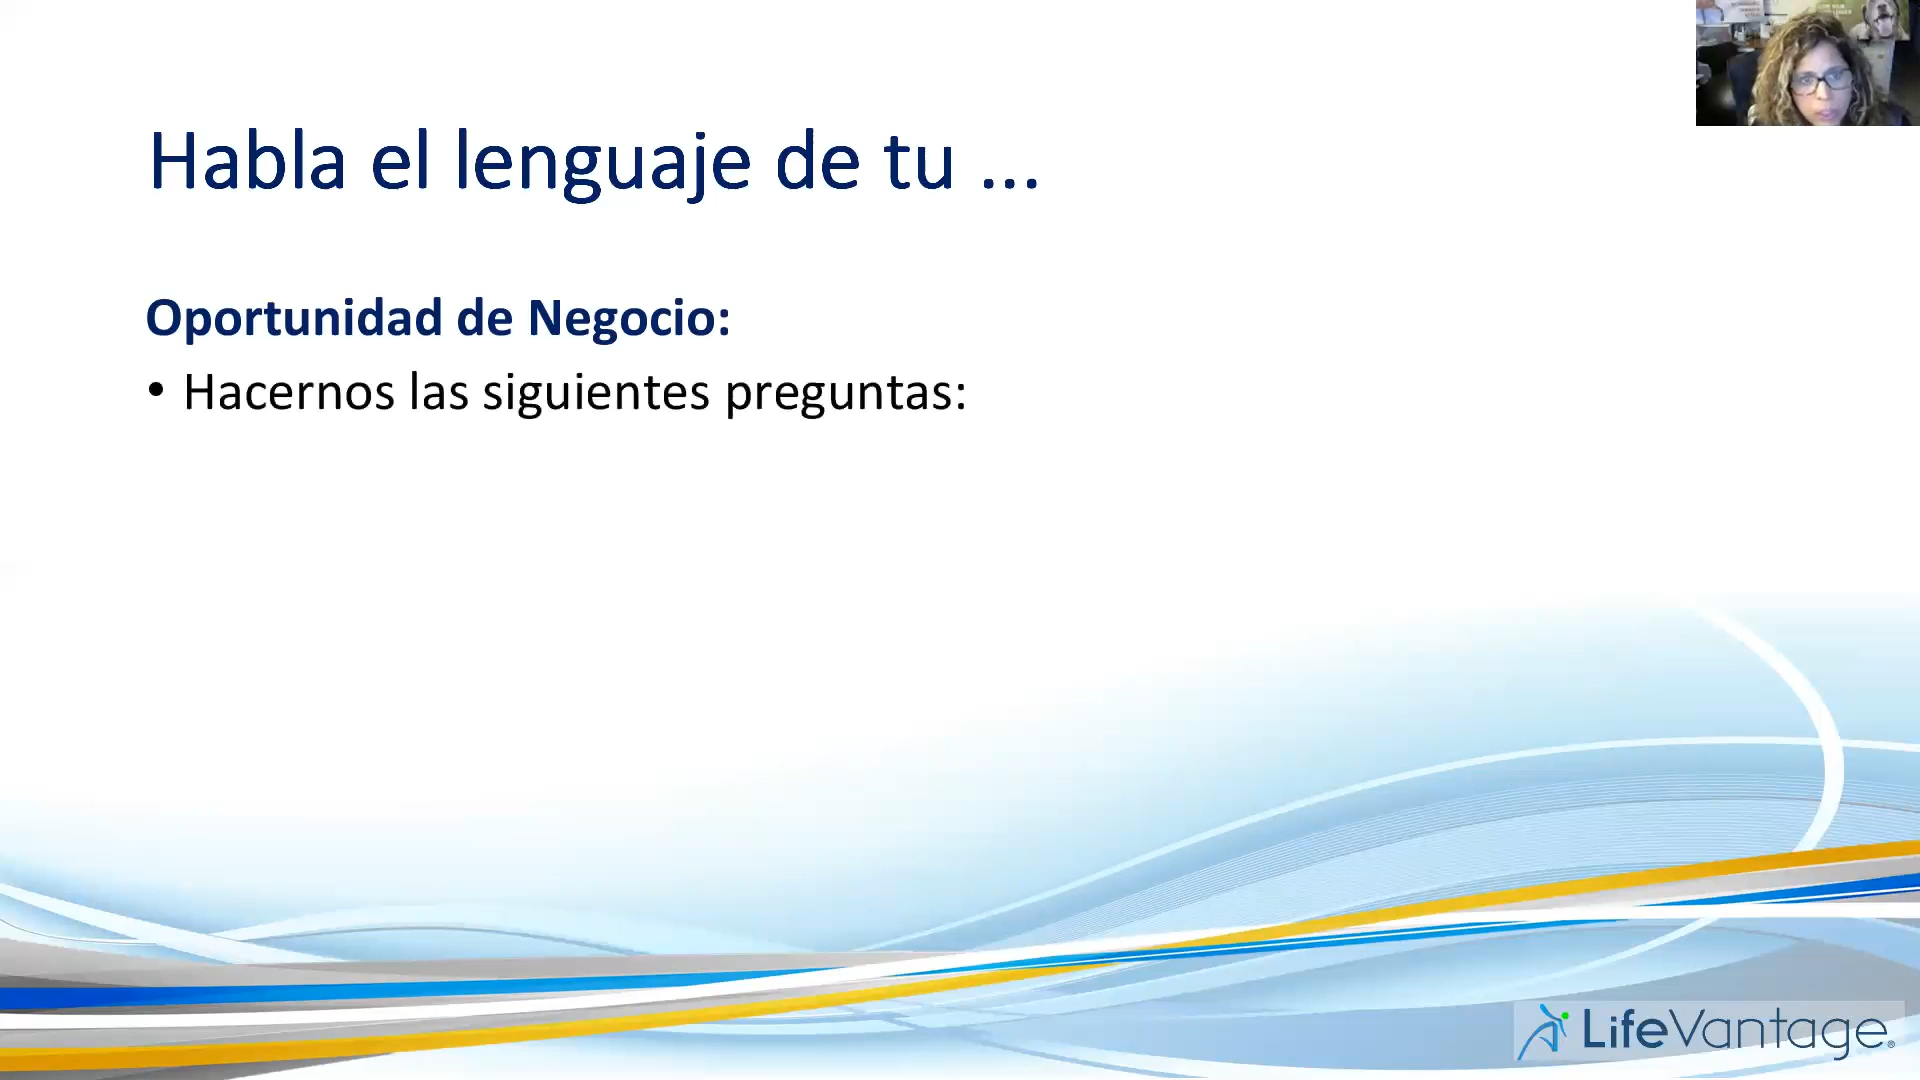 Habla el lenguaje de tu ...
Oportunidad de Negocio:
• Hacernos las siguientes preguntas:
LifeVantage®